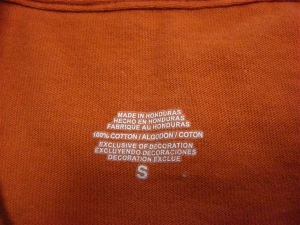 MADE IN HONDURAS
HECHO EN HONDURAS
FABRIQUE AU HONDURAS
100% COTTON / ALGODON / COTON
EXCLUSIVE OF DECORATION
EXCLUYENDO DECORACIONES
DECORATION EXCLUE
S